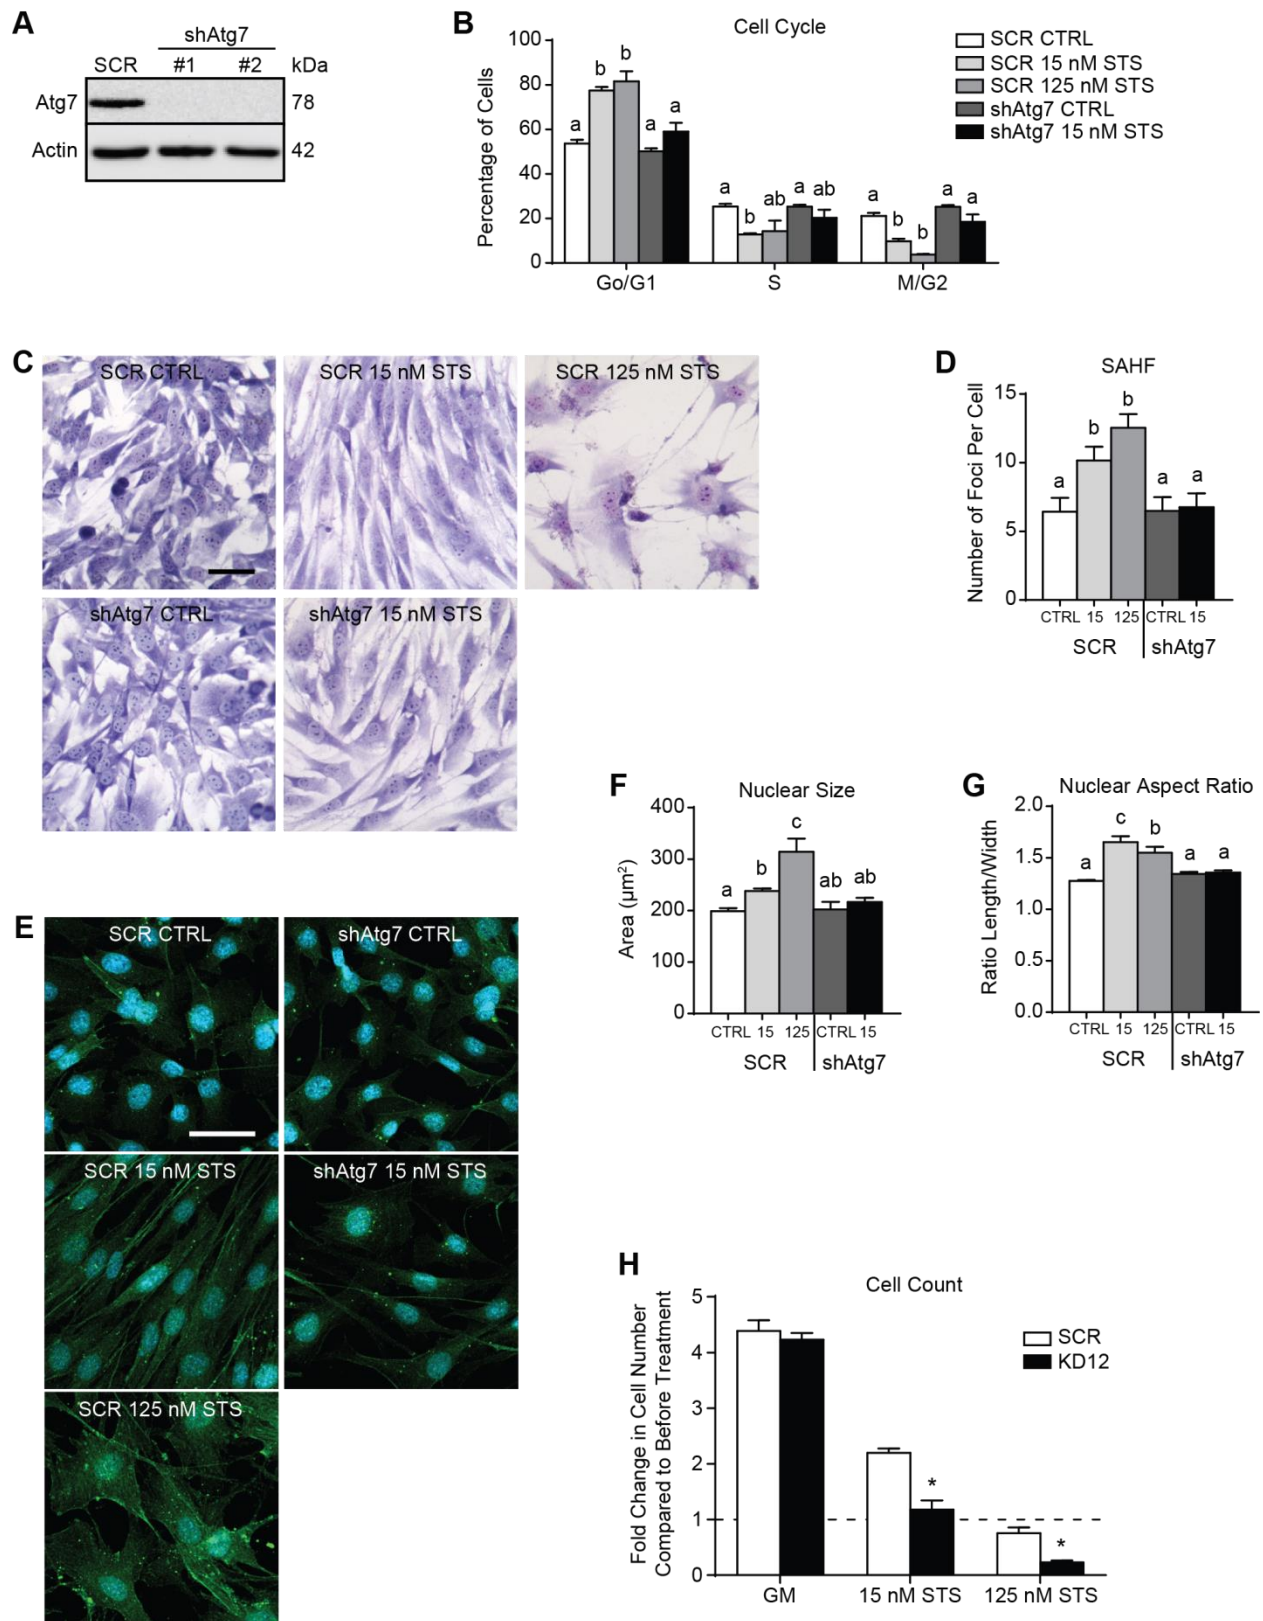 A
shAtg7
SCR #1 #2 kDa
Atg7 78
Actin 42
B
Cell Cycle
Percentage of Cells
100
80
60
40
20
0
a b b a a
a b ab a ab
a b b a a
Go/G1 S M/G2
SCR CTRL
SCR 15 nM STS
SCR 125 nM STS
shAtg7 CTRL
shAtg7 15 nM STS
C
SCR CTRL
SCR 15 nM STS
SCR 125 nM STS
shAtg7 CTRL
shAtg7 15 nM STS
D
SAHF
Number of Foci Per Cell
15
10
5
0
a b b a a
CTRL 15 125 CTRL 15
SCR shAtg7
E
SCR CTRL
shAtg7 CTRL
SCR 15 nM STS
shAtg7 15 nM STS
SCR 125 nM STS
F
Nuclear Size
Area (µm²)
400
300
200
100
0
a b c ab ab
CTRL 15 125 CTRL 15
SCR shAtg7
G
Nuclear Aspect Ratio
Ratio Length/Width
2.0
1.5
1.0
0.5
0.0
a c b a a
CTRL 15 125 CTRL 15
SCR shAtg7
H
Cell Count
Fold Change in Cell Number
Compared to Before Treatment
5
4
3
2
1
0
* *
GM 15 nM STS 125 nM STS
SCR
KD12